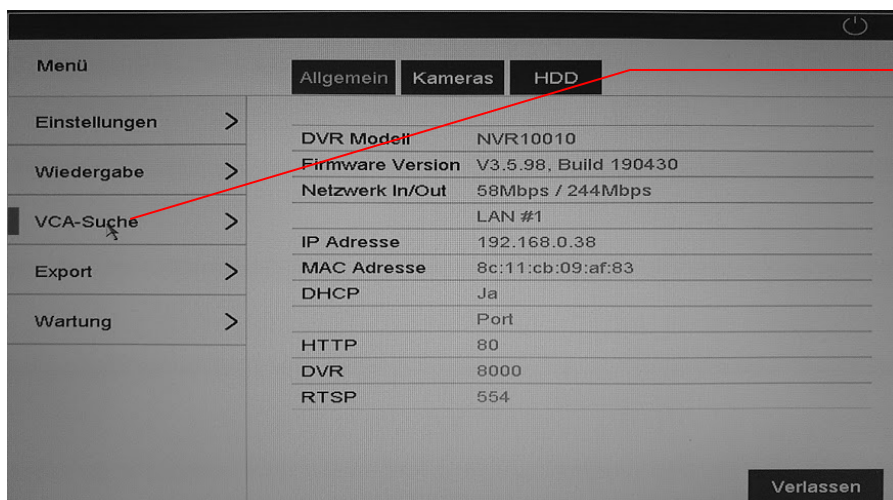 Menü
Allgemein Kameras HDD
Einstellungen >
Wiedergabe >
VCA-Suche >
Export >
Wartung >
DVR Modell NVR10010
Firmware Version V3.5.98, Build 190430
Netzwerk In/Out 58Mbps / 244Mbps
LAN #1
IP Adresse 192.168.0.38
MAC Adresse 8c:11:cb:09:af:83
DHCP Ja
Port
HTTP 80
DVR 8000
RTSP 554
Verlassen